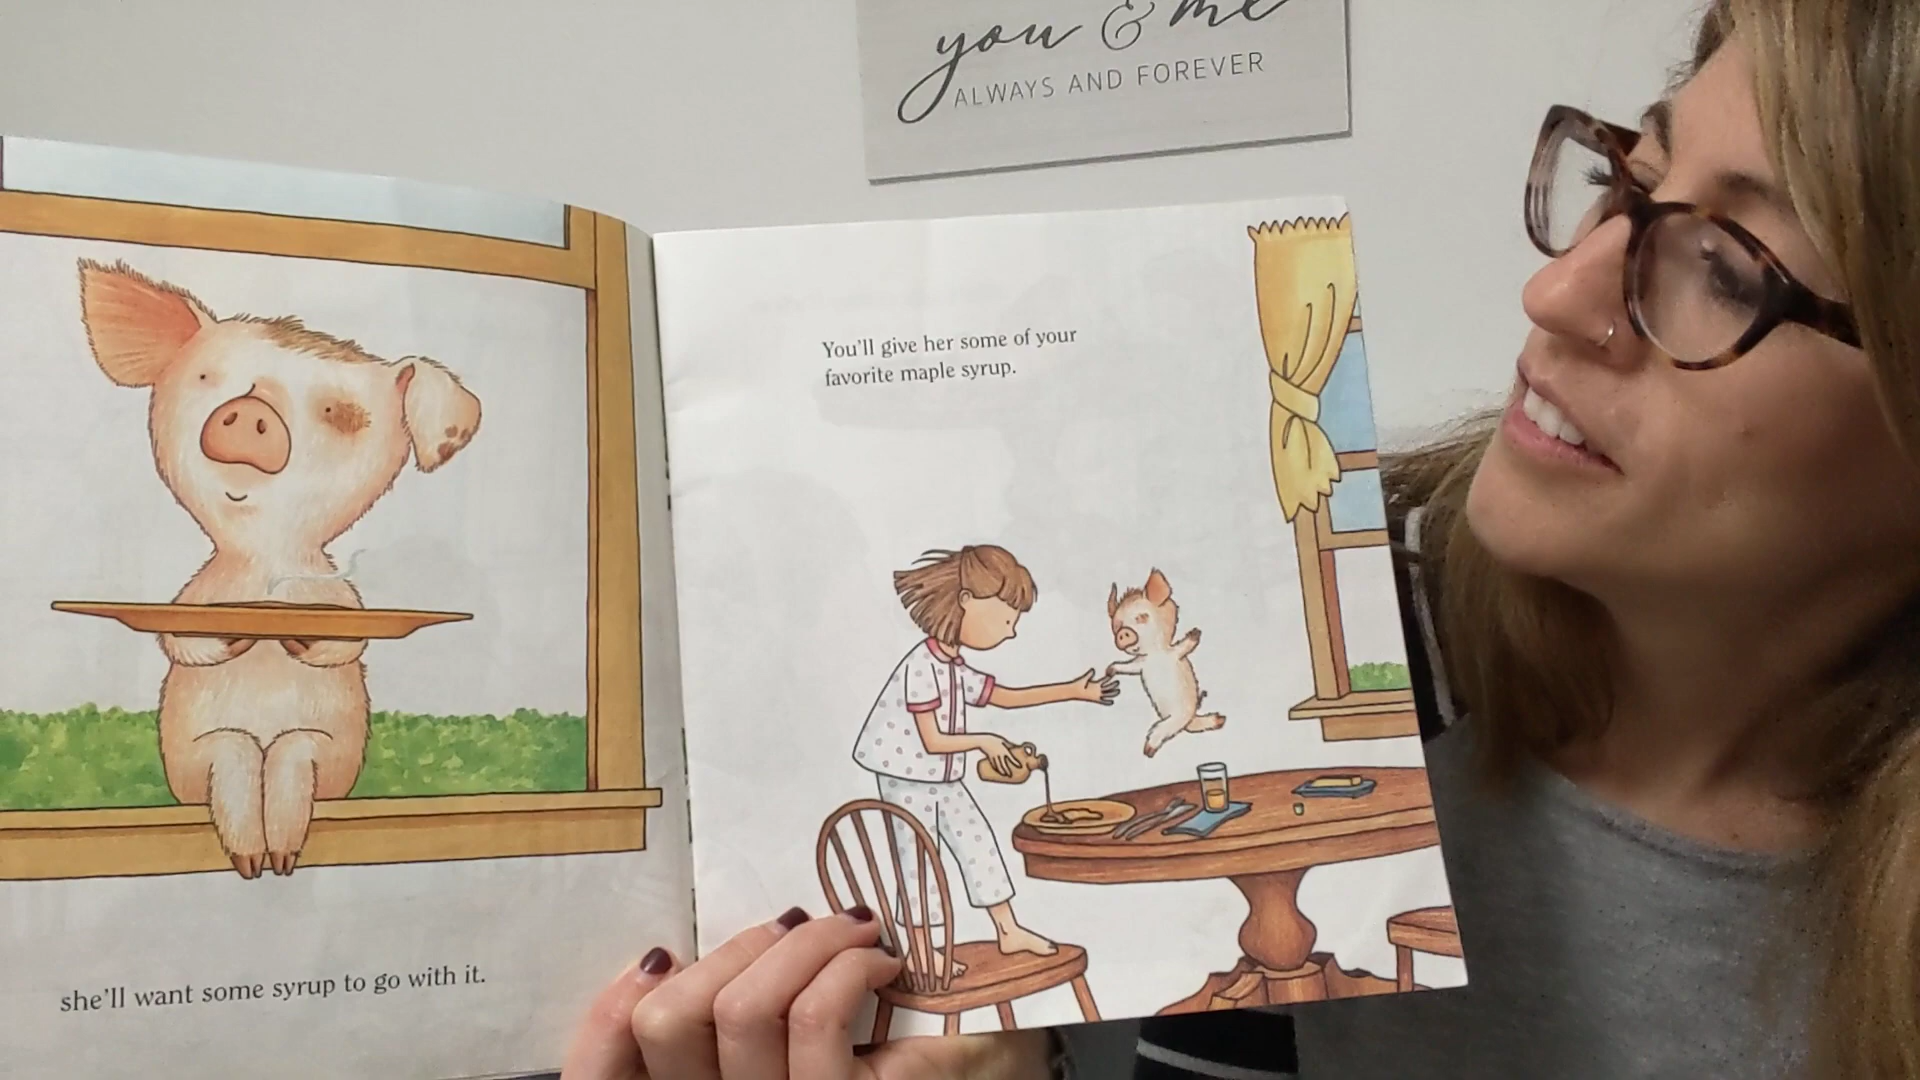 you & me
ALWAYS AND FOREVER
she'll want some syrup to go with it.
You'll give her some of your
favorite maple syrup.